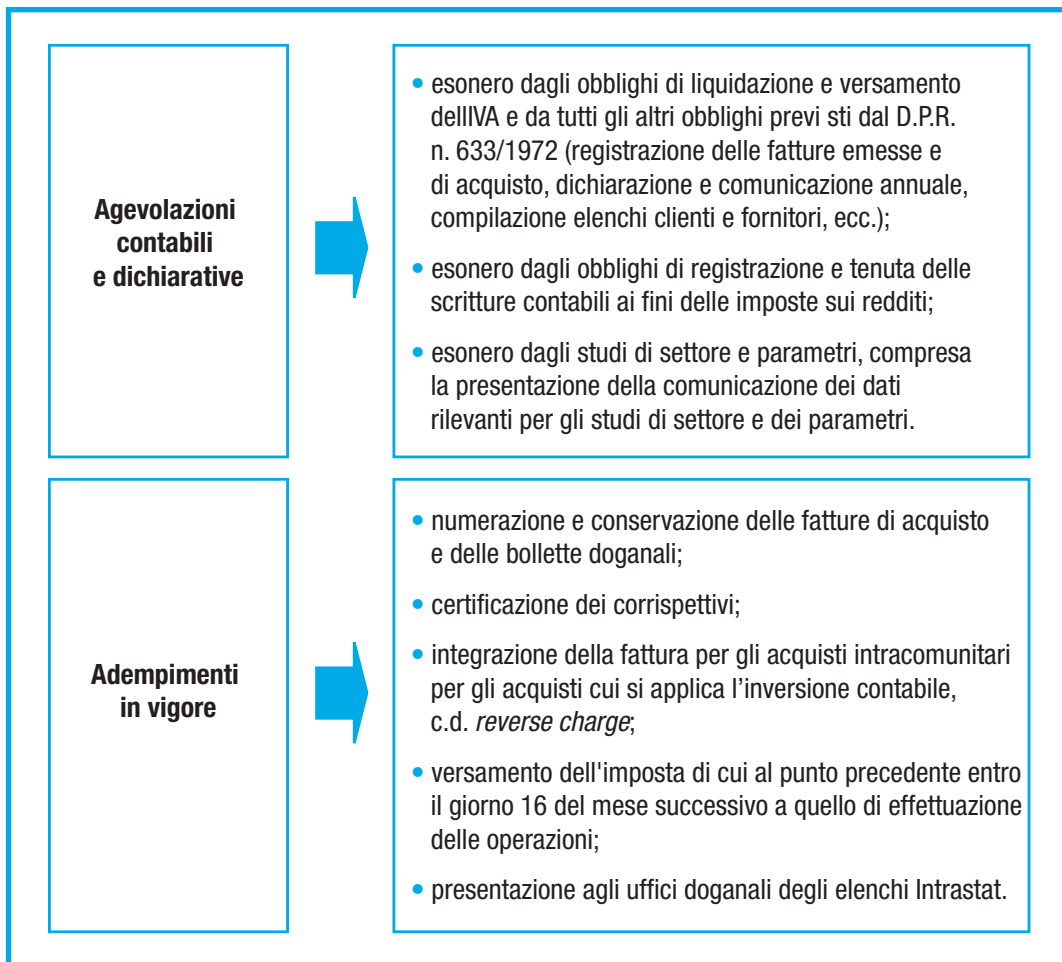 Agevolazioni
contabili
e dichiarative
• esonero dagli obblighi di liquidazione e versamento
dellIVA e da tutti gli altri obblighi previ sti dal D.P.R.
n. 633/1972 (registrazione delle fatture emesse e
di acquisto, dichiarazione e comunicazione annuale,
compilazione elenchi clienti e fornitori, ecc.);
• esonero dagli obblighi di registrazione e tenuta delle
scritture contabili ai fini delle imposte sui redditi;
• esonero dagli studi di settore e parametri, compresa
la presentazione della comunicazione dei dati
rilevanti per gli studi di settore e dei parametri.
Adempimenti
in vigore
• numerazione e conservazione delle fatture di acquisto
e delle bollette doganali;
• certificazione dei corrispettivi;
• integrazione della fattura per gli acquisti intracomunitari
per gli acquisti cui si applica l’inversione contabile,
c.d. reverse charge;
• versamento dell'imposta di cui al punto precedente entro
il giorno 16 del mese successivo a quello di effettuazione
delle operazioni;
• presentazione agli uffici doganali degli elenchi Intrastat.